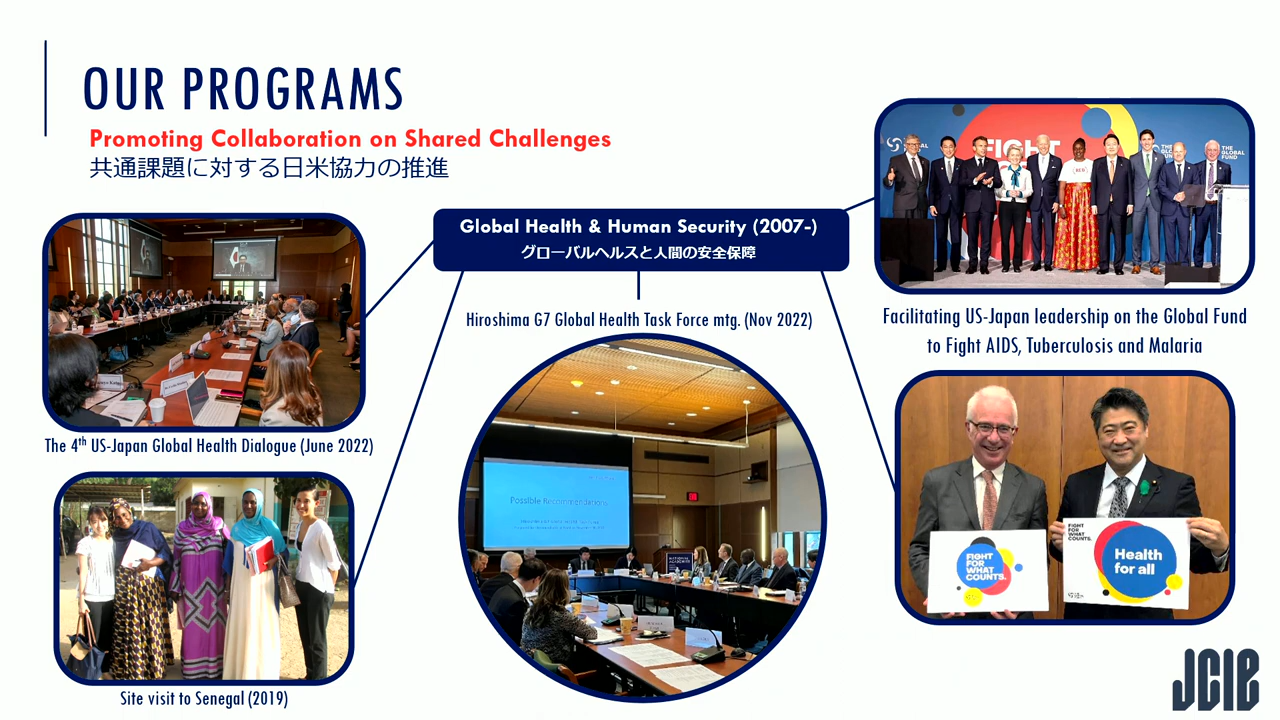 OUR PROGRAMS
Promoting Collaboration on Shared Challenges
共通課題に対する日米協力の推進
Global Health & Human Security (2007-)
グローバルヘルスと人間の安全保障
The 4th US-Japan Global Health Dialogue (June 2022)
Site visit to Senegal (2019)
Hiroshima G7 Global Health Task Force mtg. (Nov 2022)
Possible Recommendations
FIGHT
THE GLOBAL
FUND
RED
Facilitating US-Japan leadership on the Global Fund
to Fight AIDS, Tuberculosis and Malaria
FIGHT
FOR
WHAT
COUNTS.
FIGHT
FOR WHAT
COUNTS.
Health
for all
JCIE